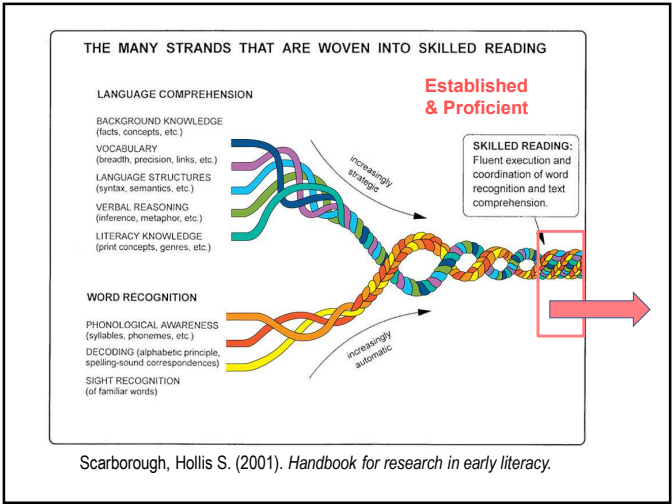 THE MANY STRANDS THAT ARE WOVEN INTO SKILLED READING
Established
& Proficient
LANGUAGE COMPREHENSION
BACKGROUND KNOWLEDGE
(facts, concepts, etc.)
VOCABULARY
(breadth, precision, links, etc.)
LANGUAGE STRUCTURES
(syntax, semantics, etc.)
VERBAL REASONING
(inference, metaphor, etc.)
LITERACY KNOWLEDGE
(print concepts, genres, etc.)
increasingly
strategic
SKILLED READING:
Fluent execution and
coordination of word
recognition and text
comprehension.
WORD RECOGNITION
PHONOLOGICAL AWARENESS
(syllables, phonemes, etc.)
DECODING (alphabetic principle,
spelling-sound correspondences)
SIGHT RECOGNITION
(of familiar words)
increasingly
automatic
Scarborough, Hollis S. (2001). Handbook for research in early literacy.